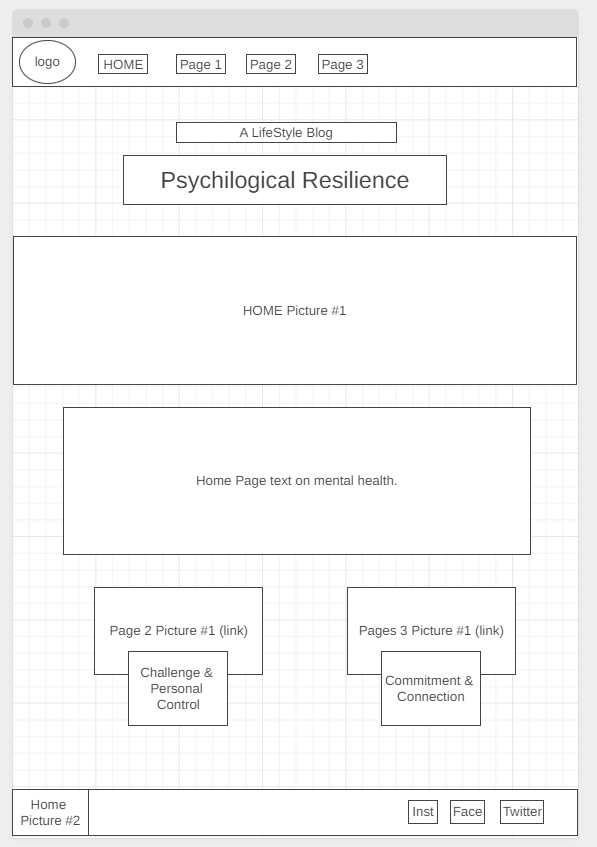 logo
HOME
Page 1
Page 2
Page 3
A LifeStyle Blog
Psychilogical Resilience
HOME Picture #1
Home Page text on mental health.
Page 2 Picture #1 (link)
Challenge &
Personal
Control
Pages 3 Picture #1 (link)
Commitment &
Connection
Home
Picture #2
Inst
Face
Twitter